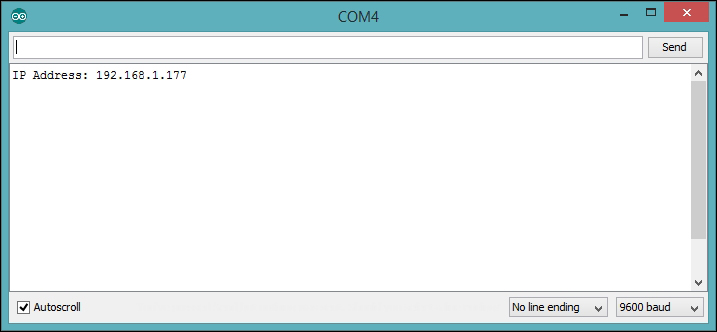 COM4
Send
IP Address: 192.168.1.177
Autoscroll
No line ending
9600 baud